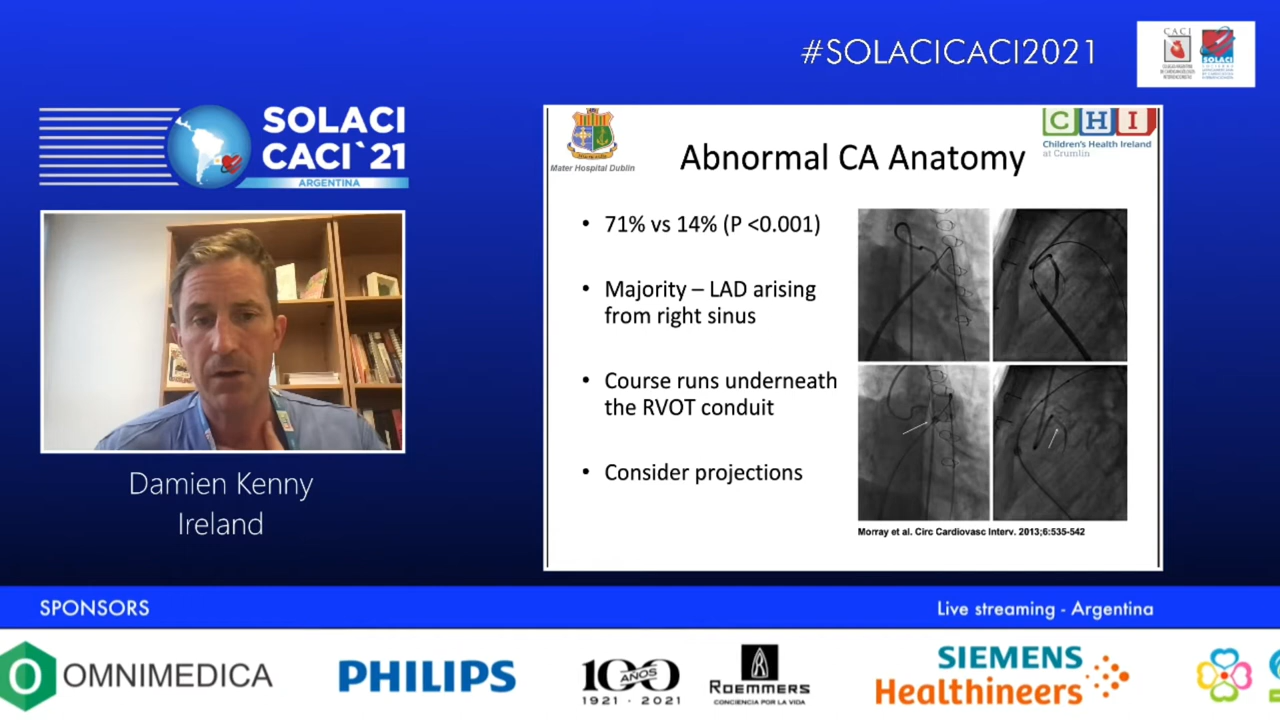 #SOLACICACI2021
CACI
SOLACI
SOLACI
CACI`21
ARGENTINA
Damien Kenny
Ireland
Mater Hospital Dublin
CHI
Children's Health Ireland
at Crumlin
Abnormal CA Anatomy
• 71% vs 14% (P <0.001)
• Majority – LAD arising
from right sinus
• Course runs underneath
the RVOT conduit
• Consider projections
Morray et al. Circ Cardiovasc Interv. 2013;6:535-542
SPONSORS
Live streaming - Argentina
OMNIMEDICA
PHILIPS
100
AÑOS
1921 · 2021
ROEMMERS
CONCIENCIA POR LA VIDA
SIEMENS
Healthineers